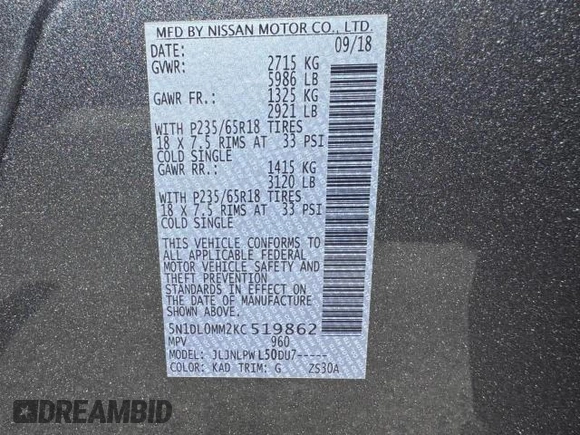 MFD BY NISSAN MOTOR CO., LTD.
DATE: 09/18
GVWR: 2715 KG
5986 LB
GAWR FR.: 1325 KG
2921 LB
WITH P235/65R18 TIRES
18 X 7.5 RIMS AT 33 PSI
COLD SINGLE
GAWR RR.: 1415 KG
3120 LB
WITH P235/65R18 TIRES
18 X 7.5 RIMS AT 33 PSI
COLD SINGLE
THIS VEHICLE CONFORMS TO
ALL APPLICABLE FEDERAL
MOTOR VEHICLE SAFETY AND
THEFT PREVENTION
STANDARDS IN EFFECT ON
THE DATE OF MANUFACTURE
SHOWN ABOVE.
5N1DL0MM2KC519862
MPV 960
MODEL: JLJNLPWL50DU7-----
COLOR: KAD TRIM: G ZS30A
DREAMBID